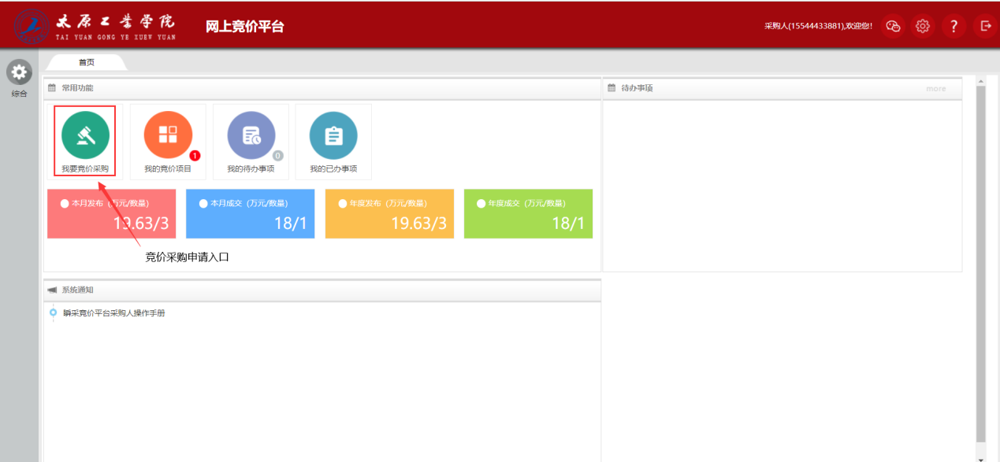 太原工业学院
TAI YUAN GONG YE XUEW YUAN
网上竞价平台
采购人(15544433881),欢迎您!
?
首页
综合
常用功能
我要竞价采购
1
我的竞价项目
0
我的待办事项
我的已办事项
本月发布 (万元/数量)
19.63/3
本月成交 (万元/数量)
18/1
年度发布 (万元/数量)
19.63/3
年度成交 (万元/数量)
18/1
竞价采购申请入口
待办事项
more
系统通知
瞬采竞价平台采购人操作手册